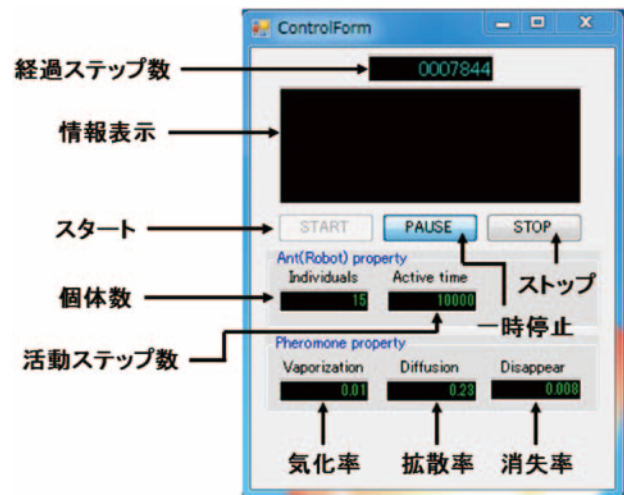 ControlForm
経過ステップ数
0007844
情報表示
スタート
START
PAUSE
STOP
Ant(Robot) property
ストップ
Individuals
Active time
個体数
15
10000
一時停止
活動ステップ数
Pheromone property
Vaporization
Diffusion
Disappear
0.01
0.23
0.008
気化率
拡散率
消失率